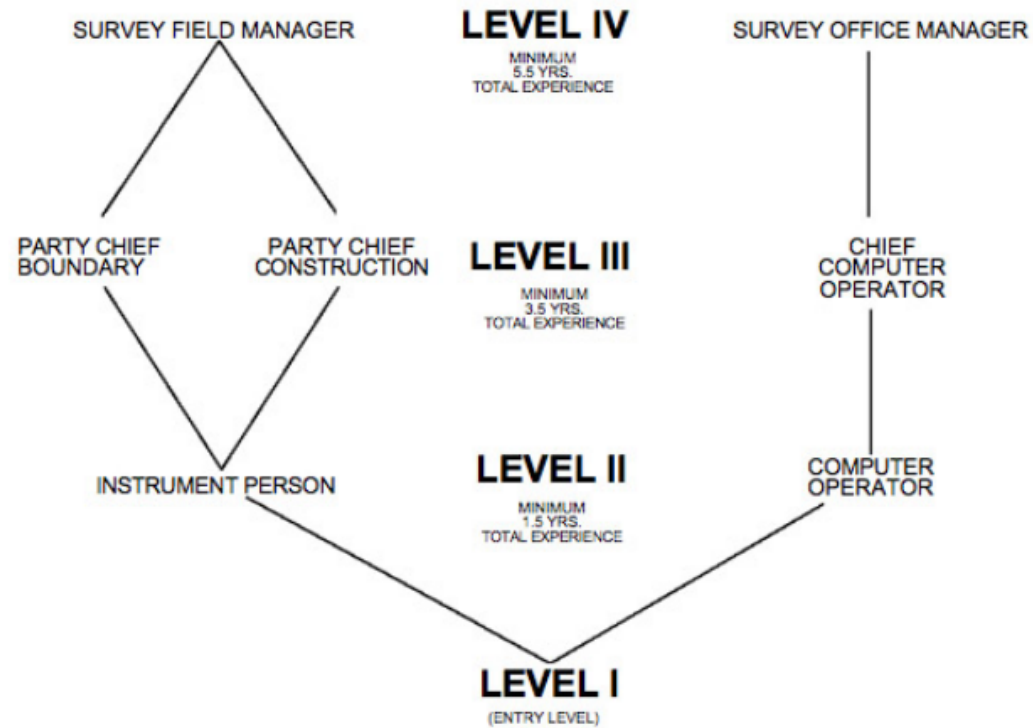 SURVEY FIELD MANAGER
LEVEL IV
MINIMUM
5.5 YRS.
TOTAL EXPERIENCE
SURVEY OFFICE MANAGER
PARTY CHIEF
BOUNDARY
PARTY CHIEF
CONSTRUCTION
LEVEL III
MINIMUM
3.5 YRS.
TOTAL EXPERIENCE
CHIEF
COMPUTER
OPERATOR
INSTRUMENT PERSON
LEVEL II
MINIMUM
1.5 YRS.
TOTAL EXPERIENCE
COMPUTER
OPERATOR
LEVEL I
(ENTRY LEVEL)